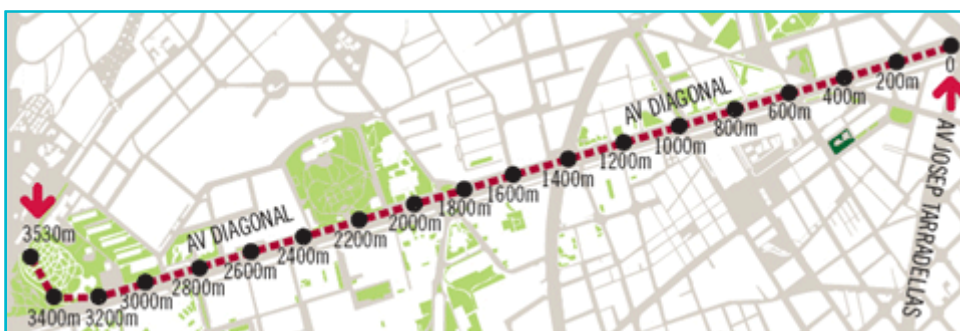 0
200m
400m
600m
800m
1000m
AV DIAGONAL
1200m
1400m
1600m
1800m
2000m
2200m
2400m
2600m
AV DIAGONAL
2800m
3000m
3200m
3400m
3530m
AV JOSEP TARRADELLAS